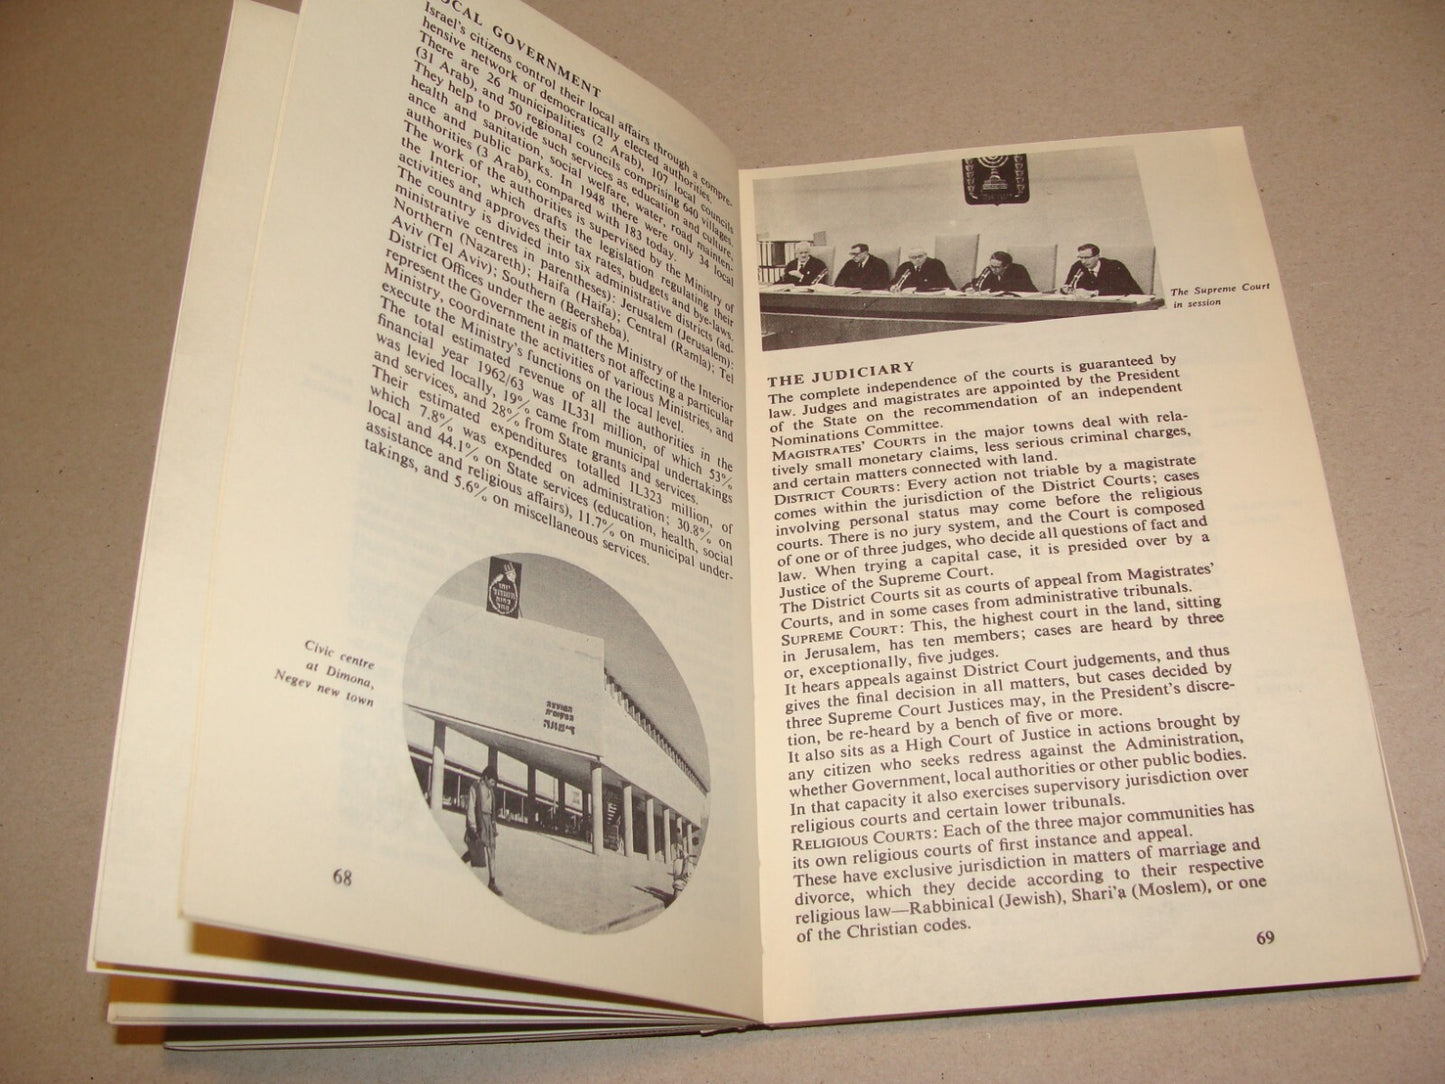 LOCAL GOVERNMENT
Israel's citizens control their local affairs through a compre-
hensive network of democratically elected authorities.
There are 26 municipalities (2 Arab), 107 local councils
(31 Arab), and 50 regional councils comprising 640 villages.
They help to provide such services as education and culture,
health and sanitation, social welfare, water, road mainten-
ance and public parks. In 1948 there were only 34 local
authorities (3 Arab), compared with 183 today.
The work of the authorities is supervised by the Ministry of
the Interior, which drafts the legislation regulating their
activities and approves their tax rates, budgets and bye-laws.
The country is divided into six administrative districts (ad-
ministrative centres in parentheses): Jerusalem (Jerusalem);
Northern (Nazareth); Haifa (Haifa); Central (Ramla); Tel
Aviv (Tel Aviv); Southern (Beersheba).
District Offices under the aegis of the Ministry of the Interior
represent the Government in matters not affecting a particular
Ministry, coordinate the activities of various Ministries, and
execute the Ministry's functions on the local level.
The total estimated revenue of all the authorities in the
financial year 1962/63 was IL331 million, of which 53%
was levied locally, 19% came from municipal undertakings
and services, and 28% from State grants and services.
Their estimated expenditures totalled IL323 million, of
which 7.8% was expended on administration; 30.8% on
local and 44.1% on State services (education, health, social
assistance and religious affairs), 11.7% on municipal under-
takings, and 5.6% on miscellaneous services.
המועצה
המקומית
דימונה
Civic centre
at Dimona,
Negev new town
68
The Supreme Court
in session
THE JUDICIARY
The complete independence of the courts is guaranteed by
law. Judges and magistrates are appointed by the President
of the State on the recommendation of an independent
Nominations Committee.
MAGISTRATES' COURTS in the major towns deal with rela-
tively small monetary claims, less serious criminal charges,
and certain matters connected with land.
DISTRICT COURTS: Every action not triable by a magistrate
comes within the jurisdiction of the District Courts; cases
involving personal status may come before the religious
courts. There is no jury system, and the Court is composed
of one or of three judges, who decide all questions of fact and
law. When trying a capital case, it is presided over by a
Justice of the Supreme Court.
The District Courts sit as courts of appeal from Magistrates'
Courts, and in some cases from administrative tribunals.
SUPREME COURT: This, the highest court in the land, sitting
in Jerusalem, has ten members; cases are heard by three
or, exceptionally, five judges.
It hears appeals against District Court judgements, and thus
gives the final decision in all matters, but cases decided by
three Supreme Court Justices may, in the President's discre-
tion, be re-heard by a bench of five or more.
It also sits as a High Court of Justice in actions brought by
any citizen who seeks redress against the Administration,
whether Government, local authorities or other public bodies.
In that capacity it also exercises supervisory jurisdiction over
religious courts and certain lower tribunals.
RELIGIOUS COURTS: Each of the three major communities has
its own religious courts of first instance and appeal.
These have exclusive jurisdiction in matters of marriage and
divorce, which they decide according to their respective
religious law—Rabbinical (Jewish), Shari'a (Moslem), or one
of the Christian codes.
69